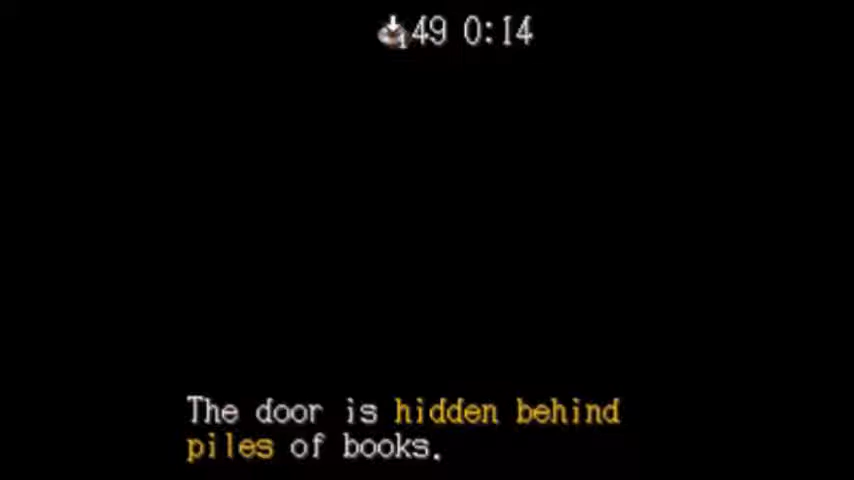 49 0:14
The door is hidden behind
piles of books.